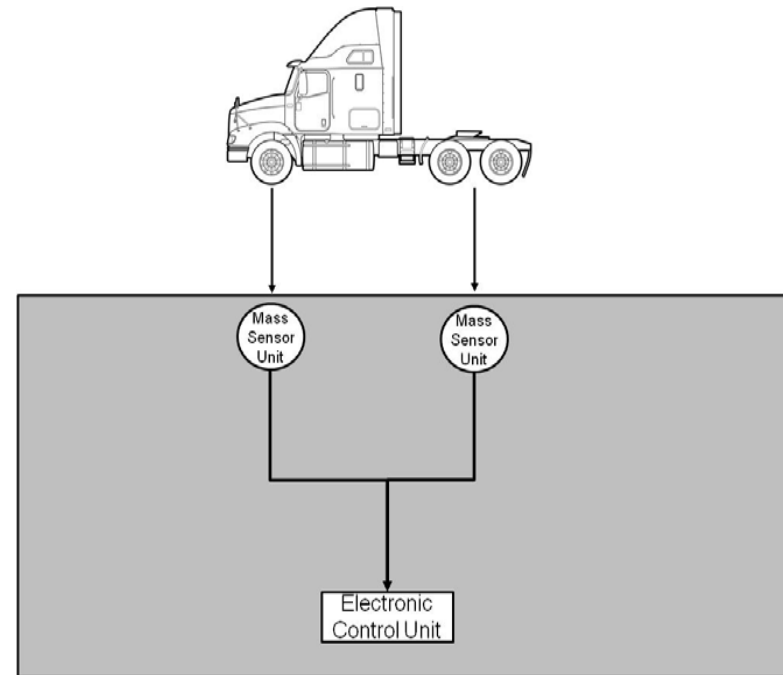 Mass
Sensor
Unit
Mass
Sensor
Unit
Electronic
Control Unit